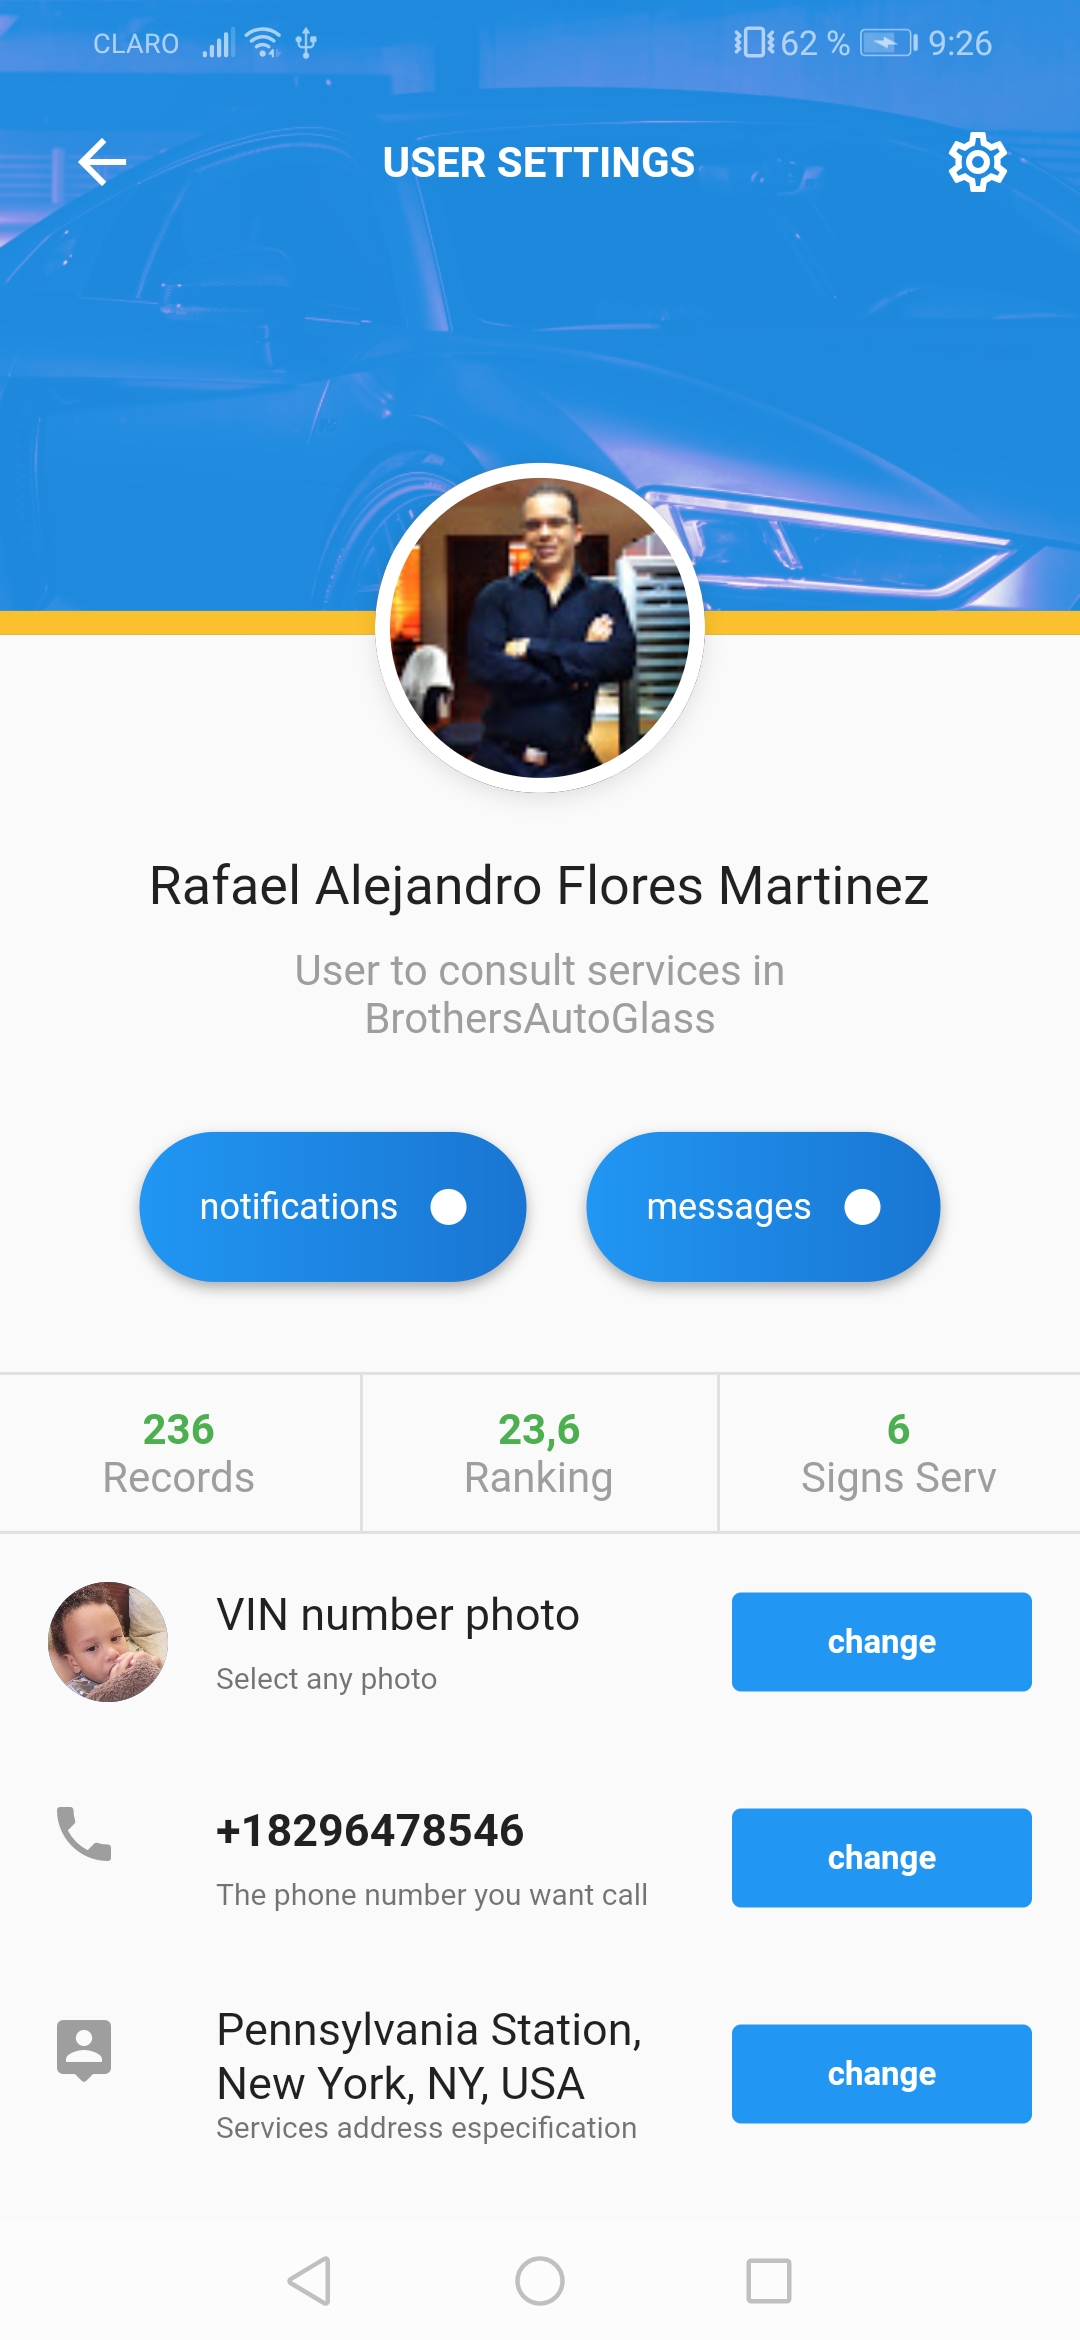 CLARO 62 % 9:26
USER SETTINGS
Rafael Alejandro Flores Martinez
User to consult services in
BrothersAutoGlass
notifications messages
236 23,6 6
Records Ranking Signs Serv
VIN number photo
Select any photo
change
+18296478546
The phone number you want call
change
Pennsylvania Station,
New York, NY, USA
Services address especification
change